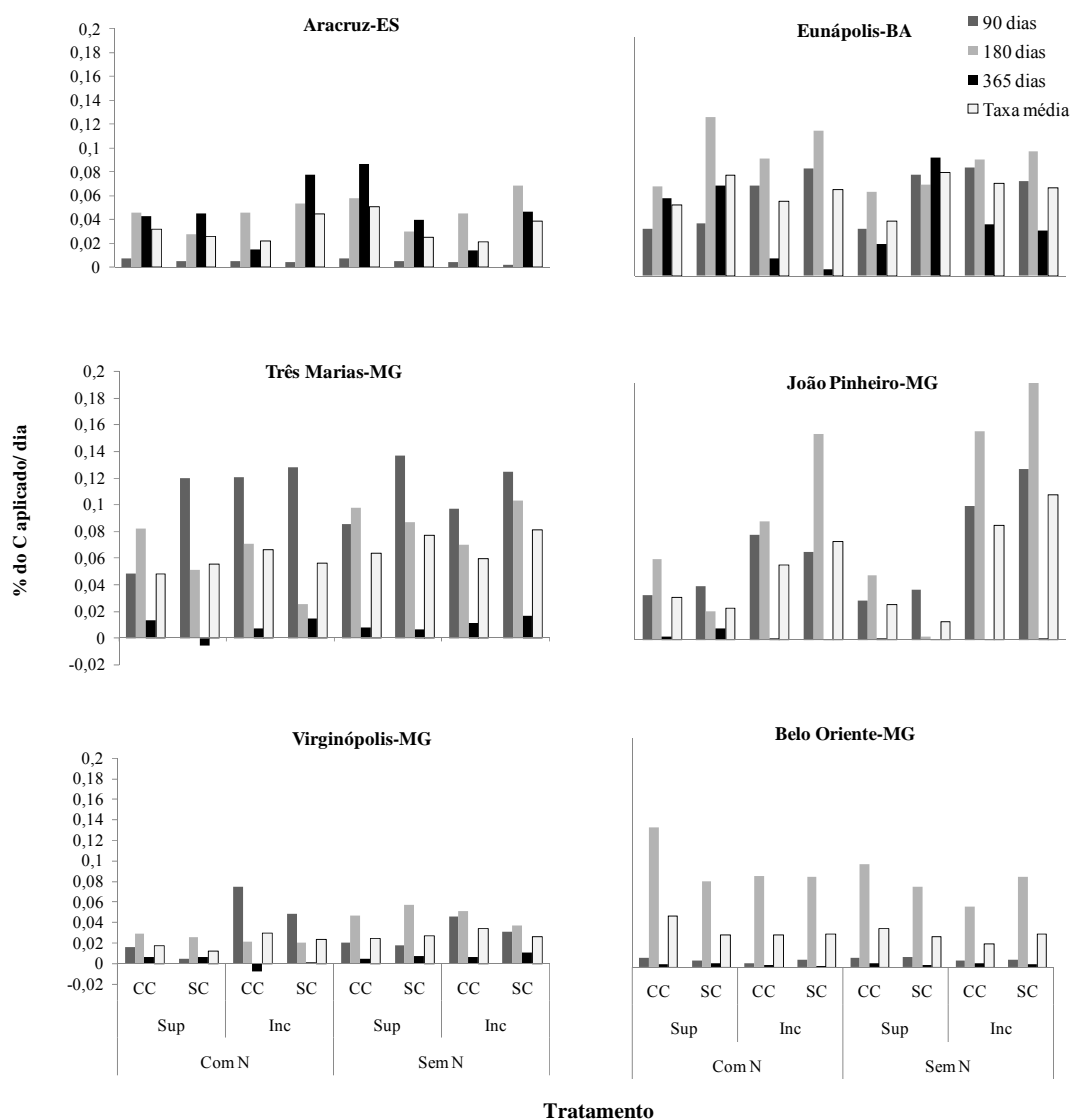 Aracruz-ES
0,2
0,18
0,16
0,14
0,12
0,1
0,08
0,06
0,04
0,02
0
Eunápolis-BA
90 dias
180 dias
365 dias
Taxa média
Três Marias-MG
0,2
0,18
0,16
0,14
0,12
0,1
0,08
0,06
0,04
0,02
0
-0,02
João Pinheiro-MG
% do C aplicado/ dia
Virginópolis-MG
0,2
0,18
0,16
0,14
0,12
0,1
0,08
0,06
0,04
0,02
0
-0,02
CC SC CC SC CC SC CC SC
Sup Inc Sup Inc
Com N Sem N
Belo Oriente-MG
CC SC CC SC CC SC CC SC
Sup Inc Sup Inc
Com N Sem N
Tratamento